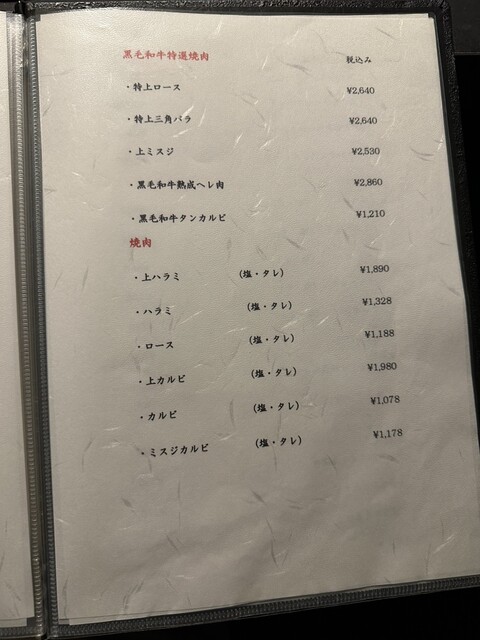 黒毛和牛特選焼肉 税込み
・特上ロース ¥2,640
・特上三角バラ ¥2,640
・上ミスジ ¥2,530
・黒毛和牛熟成ヘレ肉 ¥2,860
・黒毛和牛タンカルビ ¥1,210
焼肉
・上ハラミ (塩・タレ) ¥1,890
・ハラミ (塩・タレ) ¥1,328
・ロース (塩・タレ) ¥1,188
・上カルビ (塩・タレ) ¥1,980
・カルビ (塩・タレ) ¥1,078
・ミスジカルビ (塩・タレ) ¥1,178